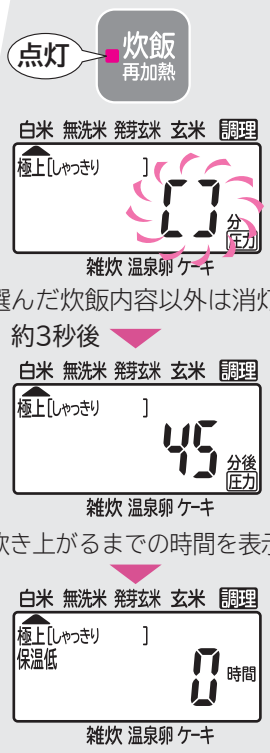 点灯
炊飯
再加熱
白米 無洗米 発芽玄米 玄米 調理
極上[しゃっきり ]
分
圧力
雑炊 温泉卵 ケーキ
選んだ炊飯内容以外は消灯
約3秒後
白米 無洗米 発芽玄米 玄米 調理
極上[しゃっきり ]
45 分後
圧力
雑炊 温泉卵 ケーキ
炊き上がるまでの時間を表示
白米 無洗米 発芽玄米 玄米 調理
極上[しゃっきり ]
保温低
0 時間
雑炊 温泉卵 ケーキ